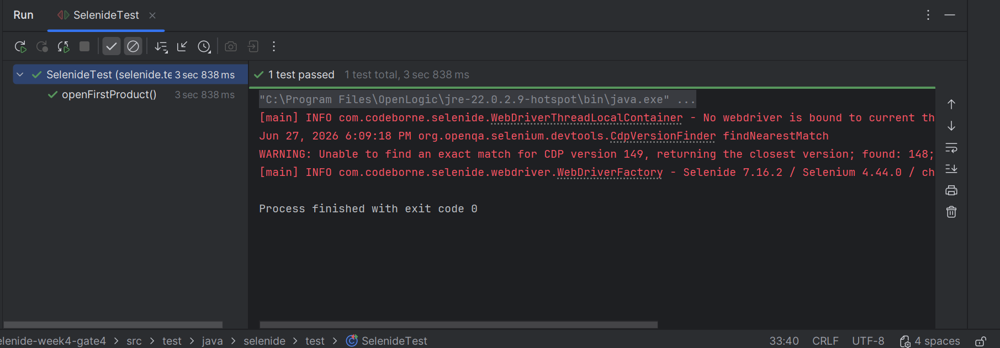 Run SelenideTest
SelenideTest (selenide.te 3 sec 838 ms
openFirstProduct() 3 sec 838 ms
1 test passed 1 test total, 3 sec 838 ms
"C:\Program Files\OpenLogic\jre-22.0.2.9-hotspot\bin\java.exe" ...
[main] INFO com.codeborne.selenide.WebDriverThreadLocalContainer - No webdriver is bound to current th
Jun 27, 2026 6:09:18 PM org.openqa.selenium.devtools.CdpVersionFinder findNearestMatch
WARNING: Unable to find an exact match for CDP version 149, returning the closest version; found: 148;
[main] INFO com.codeborne.selenide.webdriver.WebDriverFactory - Selenide 7.16.2 / Selenium 4.44.0 / ch
Process finished with exit code 0
elenide-week4-gate4 > src > test > java > selenide > test > SelenideTest 33:40 CRLF UTF-8 4 spaces